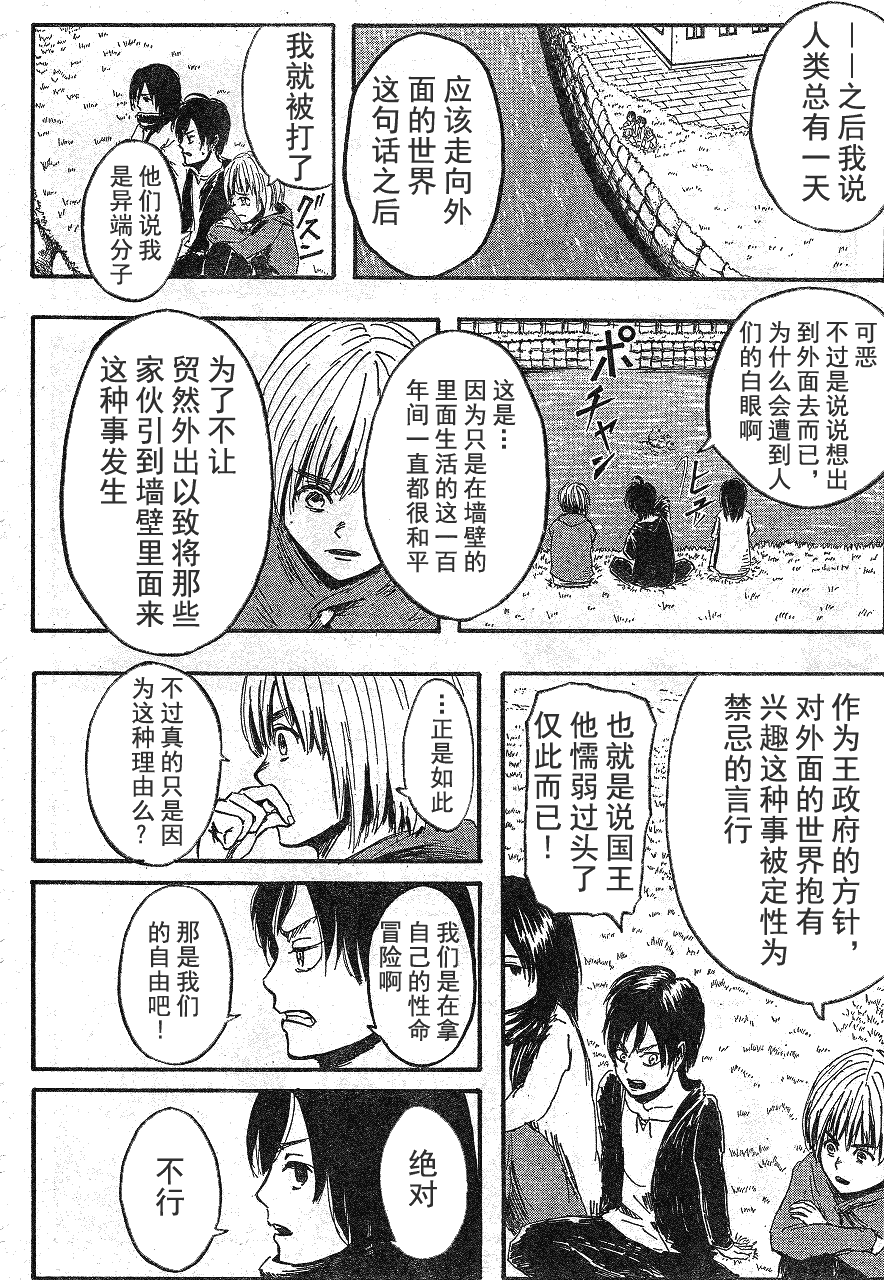 ——之后我说
人类总有一天
应该走向外
面的世界
这句话之后
我就被打了
他们说我
是异端分子
グスン
可恶
不过是说说想出
到外面去而已，
为什么会遭到人
们的白眼啊
ポチャン
ヒュ
这是…
因为只是在墙壁的
里面生活的这一百
年间一直都很和平
为了不让
贸然外出以致将那些
家伙引到墙壁里面来
这种事发生
作为王政府的方针，
对外面的世界抱有
兴趣这种事被定性为
禁忌的言行
也就是说国王
他懦弱过头了
仅此而已！
…正是如此
不过真的只是因
为这种理由么？
我们是在拿
自己的性命
冒险啊
那是我们
的自由吧！
绝对
不行